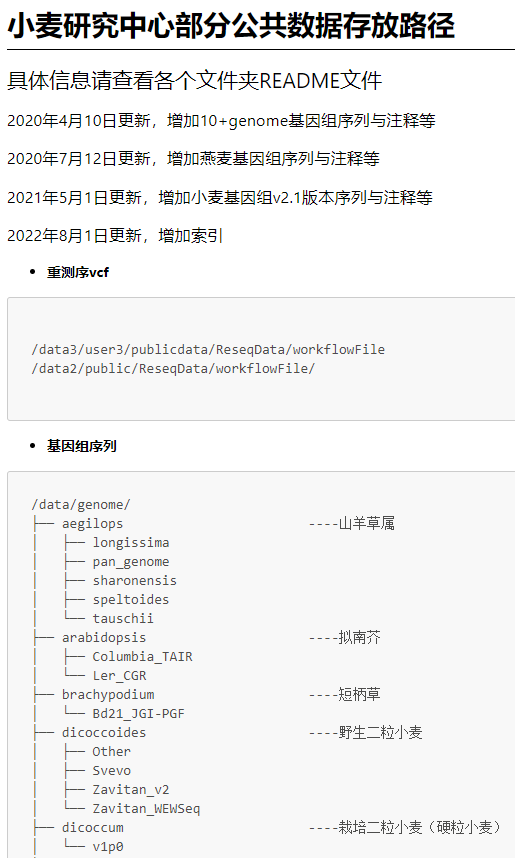 小麦研究中心部分公共数据存放路径
具体信息请查看各个文件夹README文件
2020年4月10日更新，增加10+genome基因组序列与注释等
2020年7月12日更新，增加燕麦基因组序列与注释等
2021年5月1日更新，增加小麦基因组v2.1版本序列与注释等
2022年8月1日更新，增加索引
• 重测序vcf
/data3/user3/publicdata/ReseqData/workflowFile
/data2/public/ReseqData/workflowFile/
• 基因组序列
/data/genome/
├── aegilops ----山羊草属
│   ├── longissima
│   ├── pan_genome
│   ├── sharonensis
│   ├── speltoides
│   └── tauschii
├── arabidopsis ----拟南芥
│   ├── Columbia_TAIR
│   └── Ler_CGR
├── brachypodium ----短柄草
│   └── Bd21_JGI-PGF
├── dicoccoides ----野生二粒小麦
│   ├── Other
│   ├── Svevo
│   ├── Zavitan_v2
│   └── Zavitan_WEWSeq
├── dicoccum ----栽培二粒小麦（硬粒小麦）
│   └── v1p0